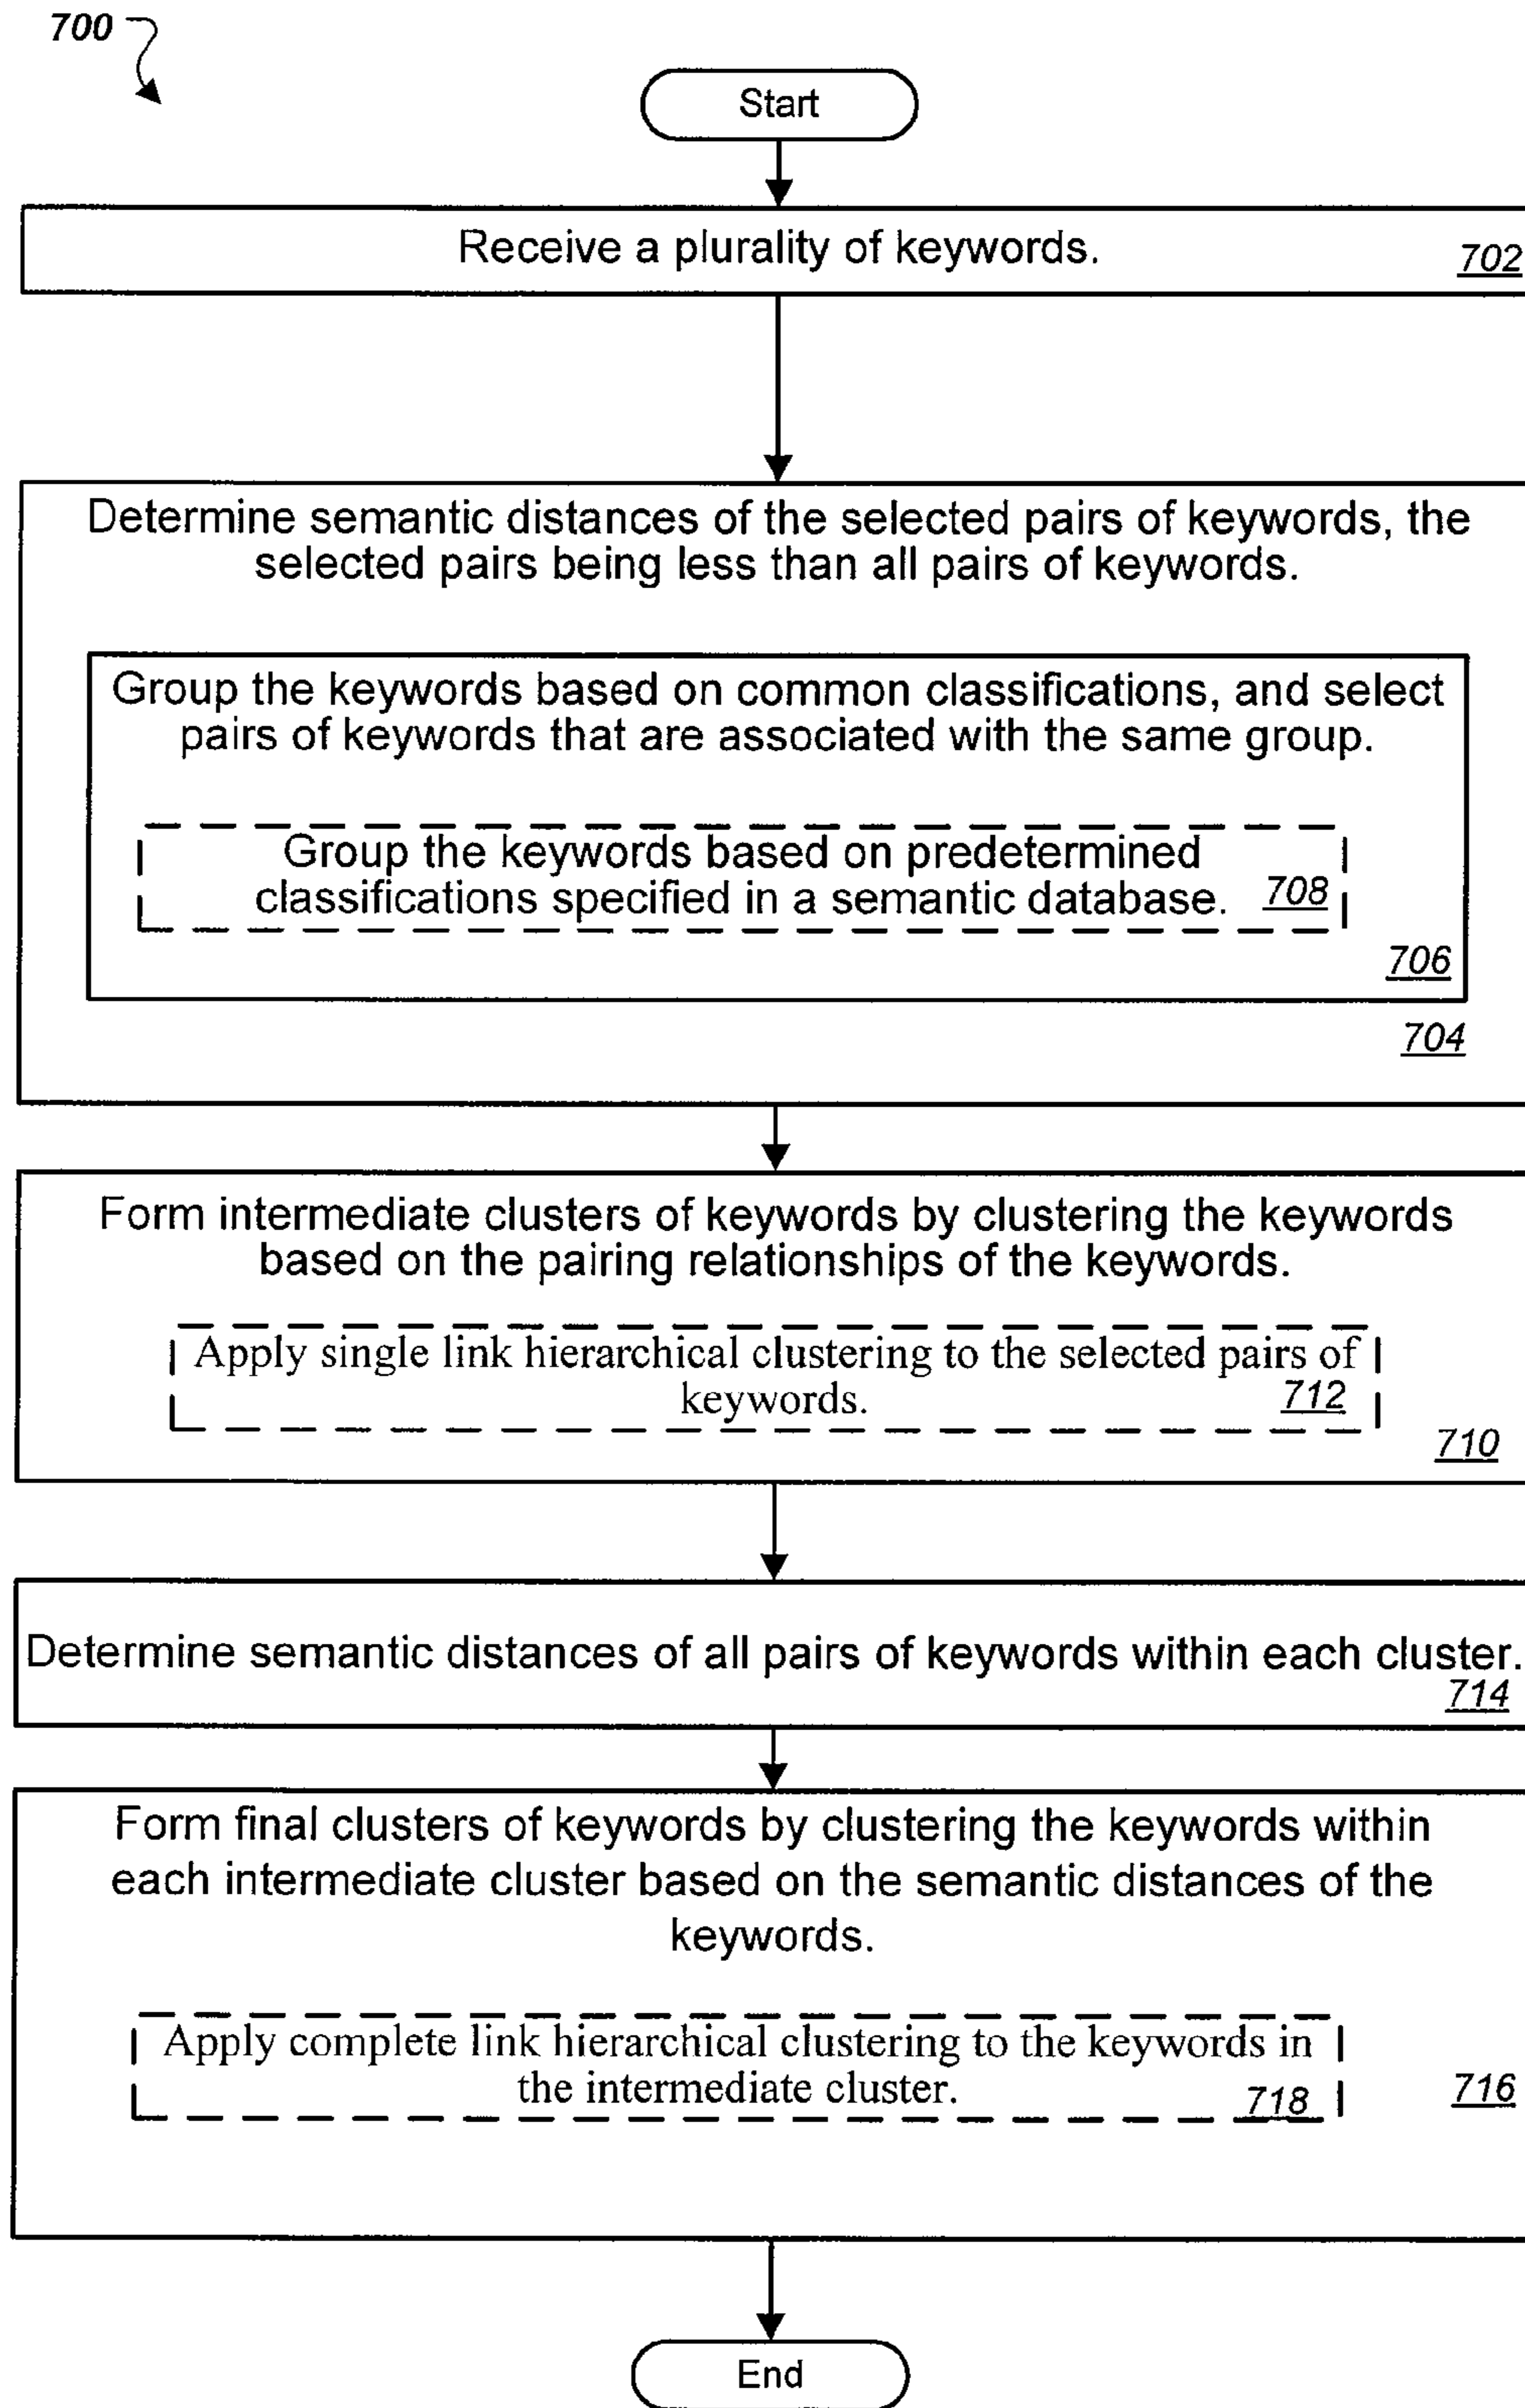 700
Start
Receive a plurality of keywords.
702
Determine semantic distances of the selected pairs of keywords, the
selected pairs being less than all pairs of keywords.
Group the keywords based on common classifications, and select
pairs of keywords that are associated with the same group.
Group the keywords based on predetermined
classifications specified in a semantic database. 708
706
704
Form intermediate clusters of keywords by clustering the keywords
based on the pairing relationships of the keywords.
Apply single link hierarchical clustering to the selected pairs of
keywords. 712
710
Determine semantic distances of all pairs of keywords within each cluster.
714
Form final clusters of keywords by clustering the keywords within
each intermediate cluster based on the semantic distances of the
keywords.
Apply complete link hierarchical clustering to the keywords in
the intermediate cluster. 718
716
End